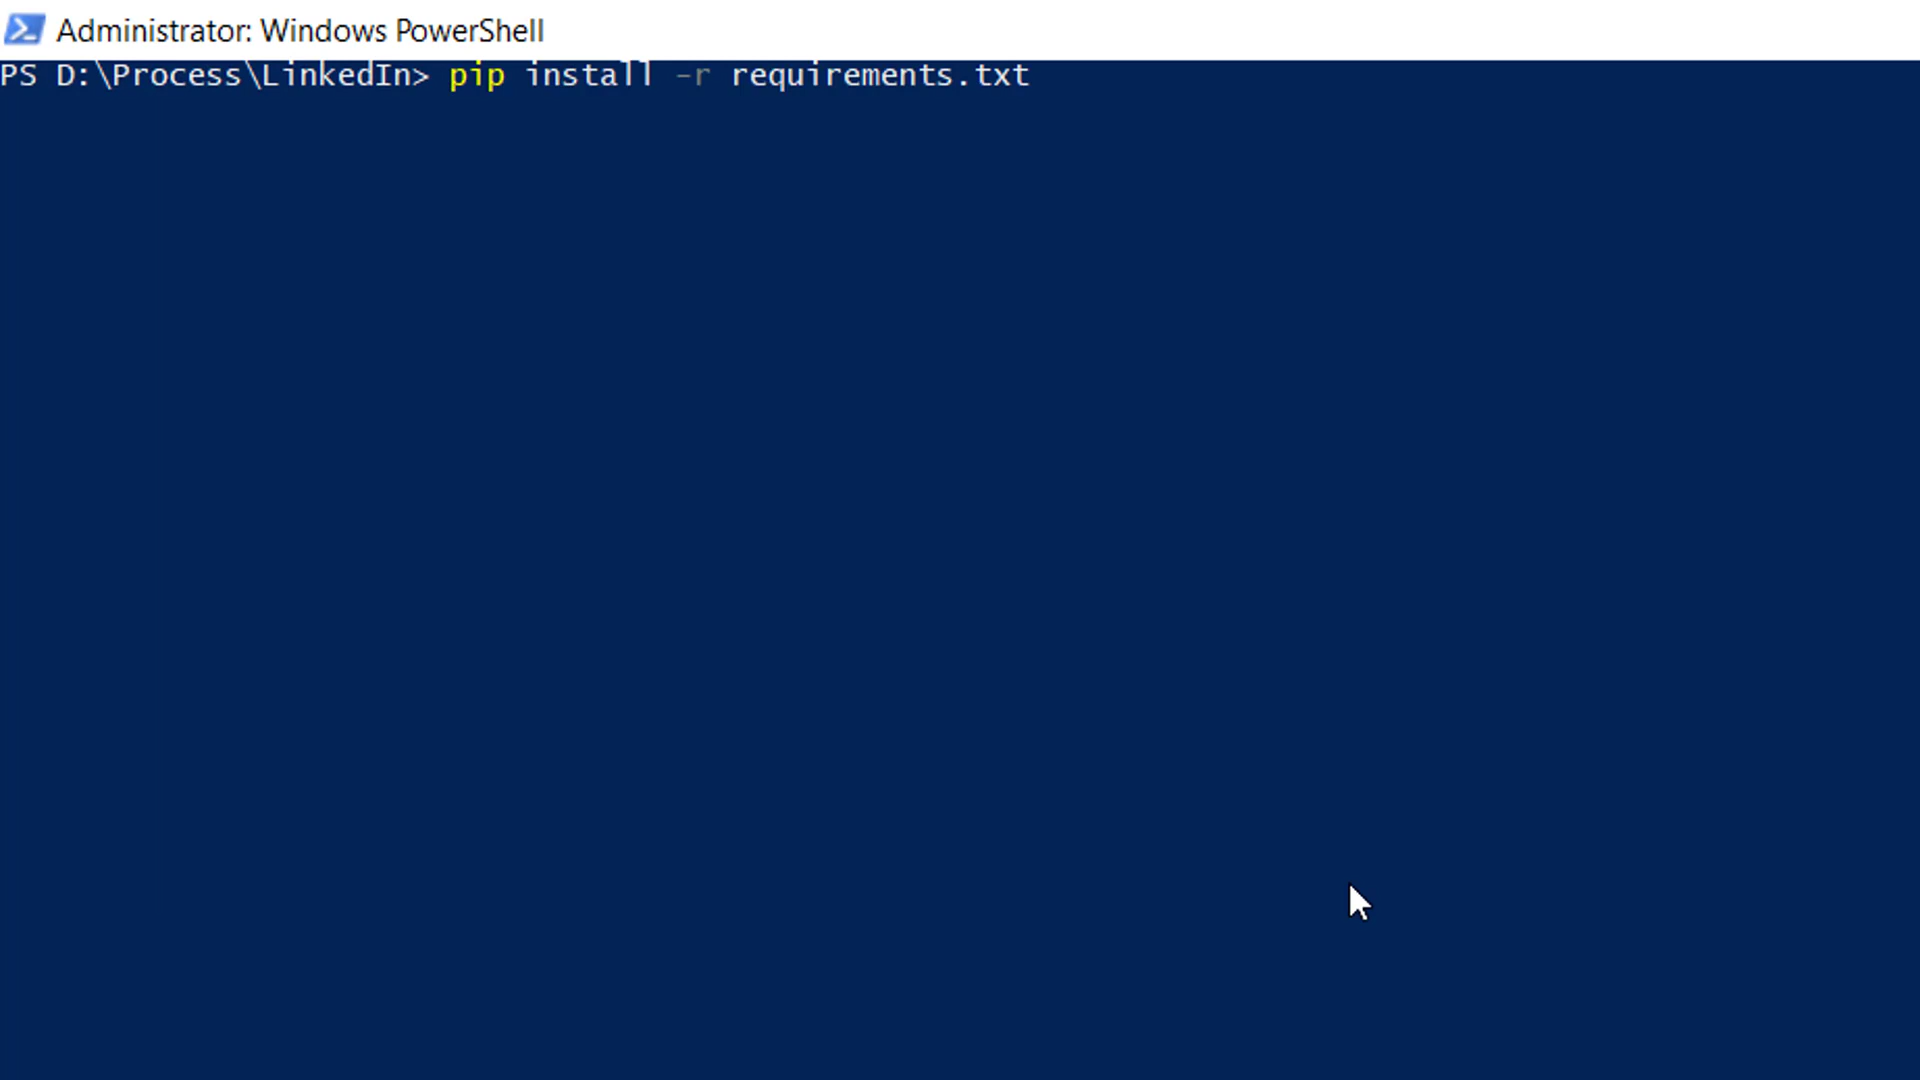 Administrator: Windows PowerShell
PS D:\Process\LinkedIn> pip install -r requirements.txt